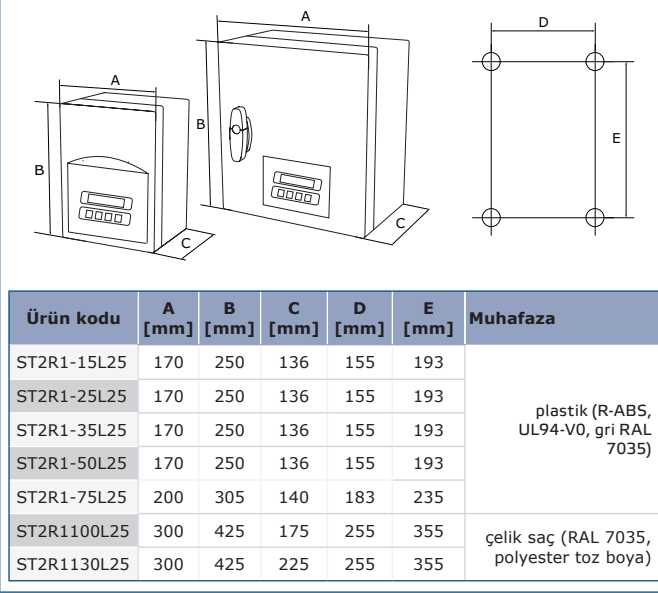 A
D
A
B
E
B
C
C
Ürün kodu A [mm] B [mm] C [mm] D [mm] E [mm] Muhafaza
ST2R1-15L25 170 250 136 155 193
ST2R1-25L25 170 250 136 155 193
ST2R1-35L25 170 250 136 155 193
ST2R1-50L25 170 250 136 155 193
ST2R1-75L25 200 305 140 183 235
plastik (R-ABS,
UL94-V0, gri RAL
7035)
ST2R1100L25 300 425 175 255 355
ST2R1130L25 300 425 225 255 355
çelik saç (RAL 7035,
polyester toz boya)